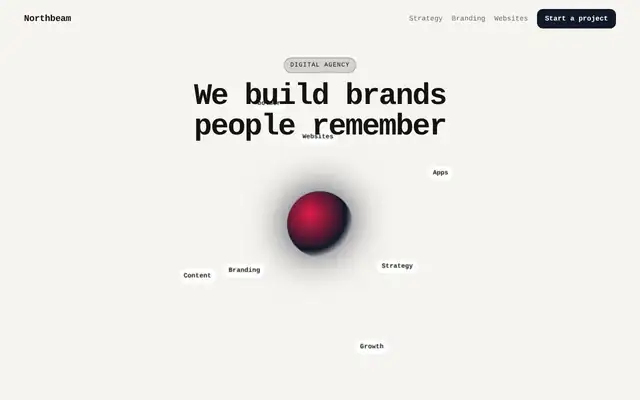 Northbeam
Strategy
Branding
Websites
Start a project
DIGITAL AGENCY
We build brands
people remember
Websites
Apps
Strategy
Branding
Content
Growth